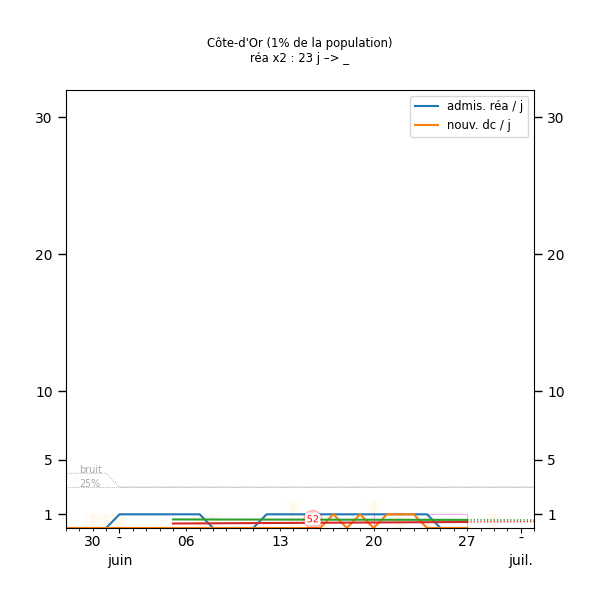 Côte-d'Or (1% de la population)
réa x2 : 23 j –> _
admis. réa / j
nouv. dc / j
30 30
20 20
10 10
5 5
bruit
25%
1 52 1
30 - 06 13 20 27 -
juin juil.